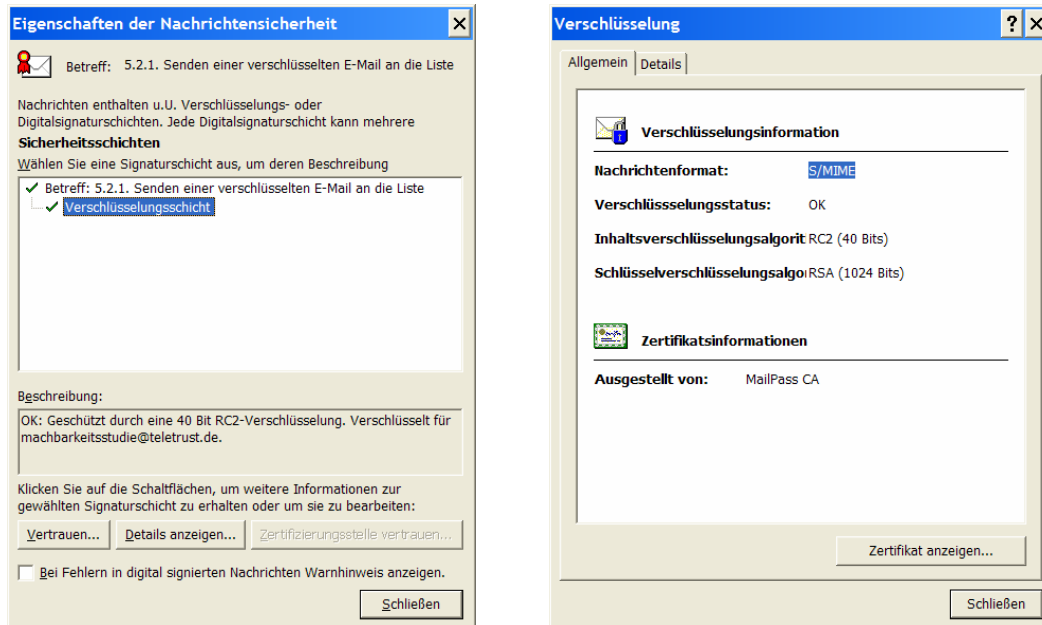 Eigenschaften der Nachrichtensicherheit
Betreff: 5.2.1. Senden einer verschlüsselten E-Mail an die Liste
Nachrichten enthalten u.U. Verschlüsselungs- oder
Digitalsignaturschichten. Jede Digitalsignaturschicht kann mehrere
Sicherheitsschichten
Wählen Sie eine Signaturschicht aus, um deren Beschreibung
Betreff: 5.2.1. Senden einer verschlüsselten E-Mail an die Liste
Verschlüsselungsschicht
Beschreibung:
OK: Geschützt durch eine 40 Bit RC2-Verschlüsselung. Verschlüsselt für
machbarkeitsstudie@teletrust.de.
Klicken Sie auf die Schaltflächen, um weitere Informationen zur
gewählten Signaturschicht zu erhalten oder um sie zu bearbeiten:
Vertrauen... Details anzeigen... Zertifizierungsstelle vertrauen...
Bei Fehlern in digital signierten Nachrichten Warnhinweis anzeigen.
Schließen
Verschlüsselung
Allgemein Details
Verschlüsselungsinformation
Nachrichtenformat: S/MIME
Verschlüssselungsstatus: OK
Inhaltsverschlüsselungsalgorit RC2 (40 Bits)
Schlüsselverschlüsselungsalgo RSA (1024 Bits)
Zertifikatsinformationen
Ausgestellt von: MailPass CA
Zertifikat anzeigen...
Schließen